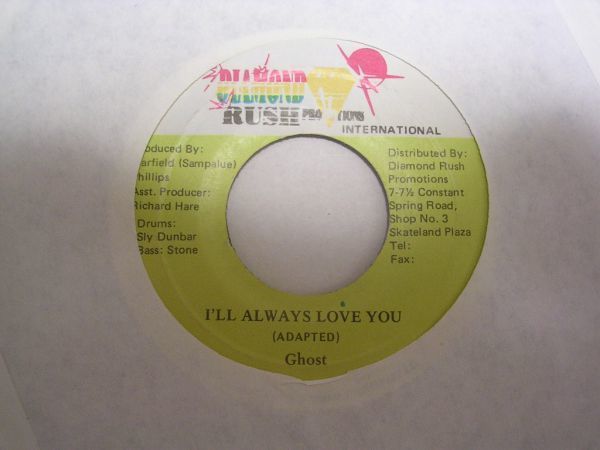 DIAMOND
RUSH PROMOTIONS
INTERNATIONAL
oduced By:
arfield (Sampalue)
hillips
Asst. Producer:
Richard Hare
Drums:
Sly Dunbar
Bass: Stone
Distributed By:
Diamond Rush
Promotions
7-7½ Constant
Spring Road,
Shop No. 3
Skateland Plaza
Tel:
Fax:
I'LL ALWAYS LOVE YOU
(ADAPTED)
Ghost